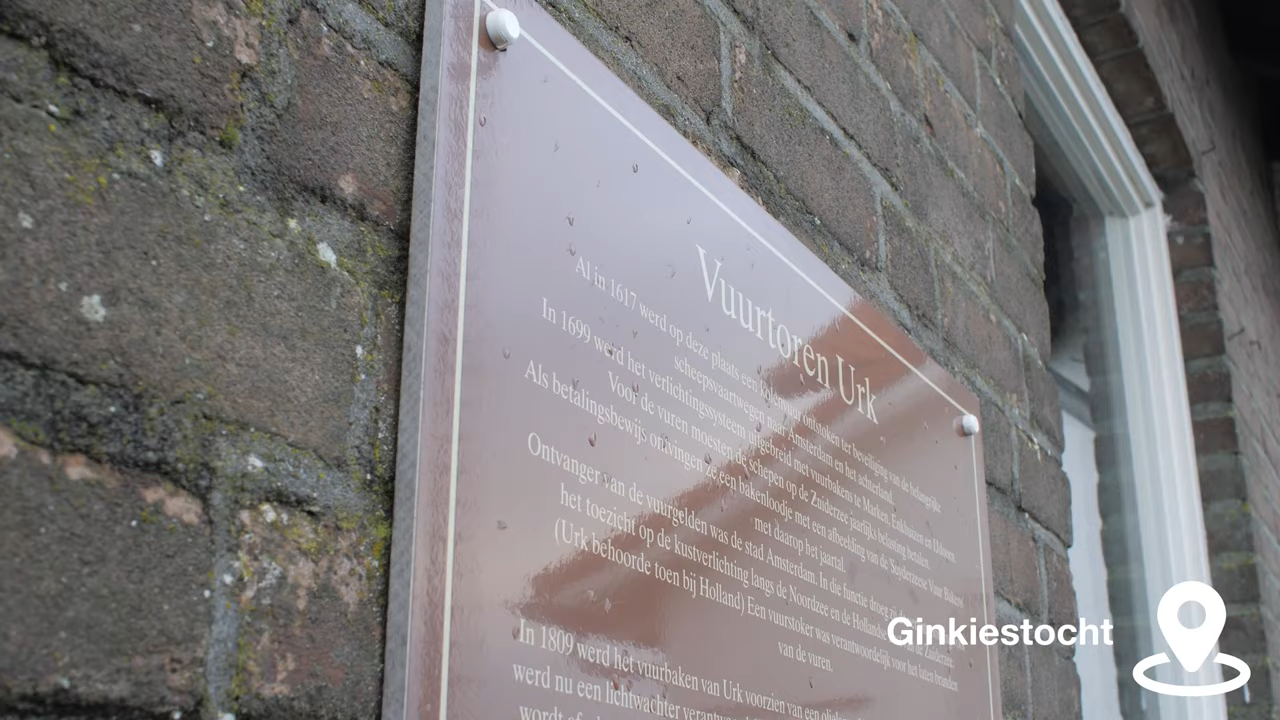 Vuurtoren Urk
Al in 1617 werd op deze plaats een kolenvuur ontstoken ter beveiliging van de belangrijke
scheepsvaartwegen naar Amsterdam en het achterland.
In 1699 werd het verlichtingssysteem uitgebreid met vuurbakens te Marken, Enkhuizen en
Voor de vuren moesten de schepen op de Zuiderzee jaarlijks belasting betalen.
Als betalingsbewijs ontvingen ze een bakenloodje met een afbeelding van de 'Suyderzeese Vuur Bakens'
met daarop het jaartal.
Ontvanger van de vuurgelden was de stad Amsterdam. In die functie droeg zij
het toezicht op de kustverlichting langs de Noordzee en de Hollandse Zuiderzee.
(Urk behoorde toen bij Holland) Een vuurstoker was verantwoordelijk voor het laten branden
van de vuren.
In 1809 werd het vuurbaken van Urk voorzien van een
werd nu een lichtwachter
Ginkiestocht